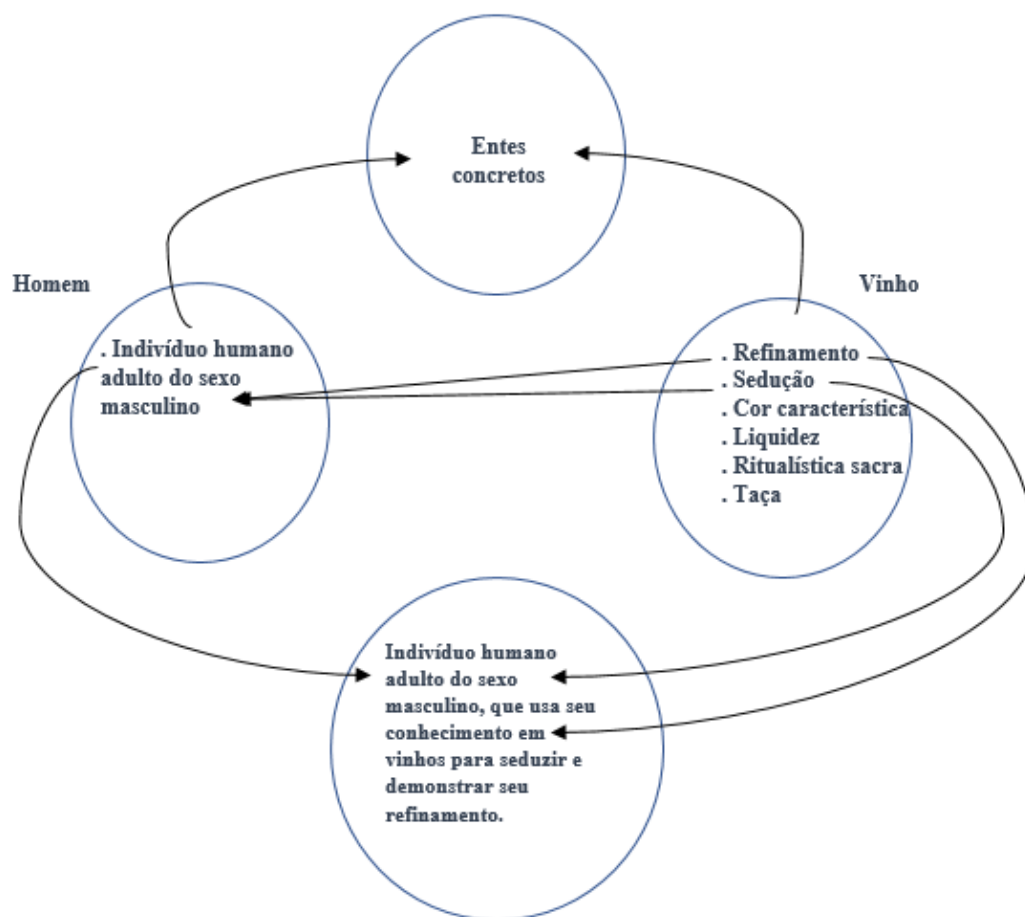 Entes
concretos
Homem
. Indivíduo humano
adulto do sexo
masculino
Vinho
. Refinamento
. Sedução
. Cor característica
. Liquidez
. Ritualística sacra
. Taça
Indivíduo humano
adulto do sexo
masculino, que usa seu
conhecimento em
vinhos para seduzir e
demonstrar seu
refinamento.